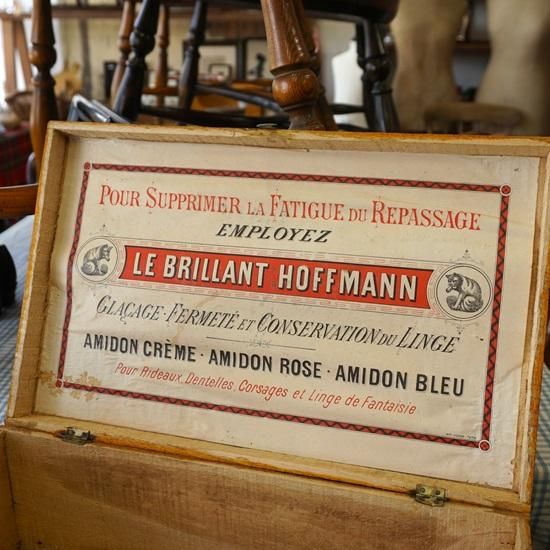 POUR SUPPRIMER LA FATIGUE DU REPASSAGE
EMPLOYEZ
LE BRILLANT HOFFMANN
GLAÇAGE · FERMETÉ ET CONSERVATION DU LINGE
AMIDON CRÈME · AMIDON ROSE · AMIDON BLEU
Pour Rideaux, Dentelles, Corsages et Linge de Fantaisie